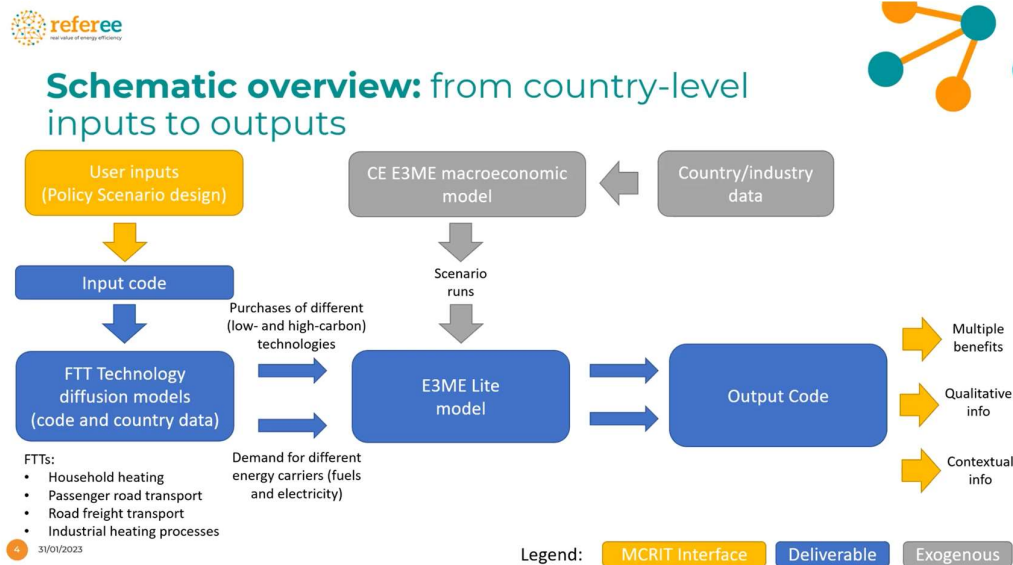 referee
real value of energy efficiency
Schematic overview: from country-level
inputs to outputs
User inputs
(Policy Scenario design)
CE E3ME macroeconomic
model
Country/industry
data
Input code
Scenario
runs
Purchases of different
(low- and high-carbon)
technologies
FTT Technology
diffusion models
(code and country data)
E3ME Lite
model
Output Code
Multiple
benefits
Qualitative
info
Contextual
info
Demand for different
energy carriers (fuels
and electricity)
FTTs:
• Household heating
• Passenger road transport
• Road freight transport
• Industrial heating processes
4 31/01/2023
Legend: MCRIT Interface Deliverable Exogenous